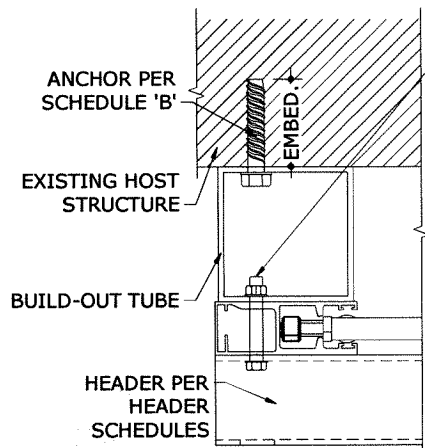 ANCHOR PER
SCHEDULE 'B'
EMBED.
EXISTING HOST
STRUCTURE
BUILD-OUT TUBE
HEADER PER
HEADER
SCHEDULES